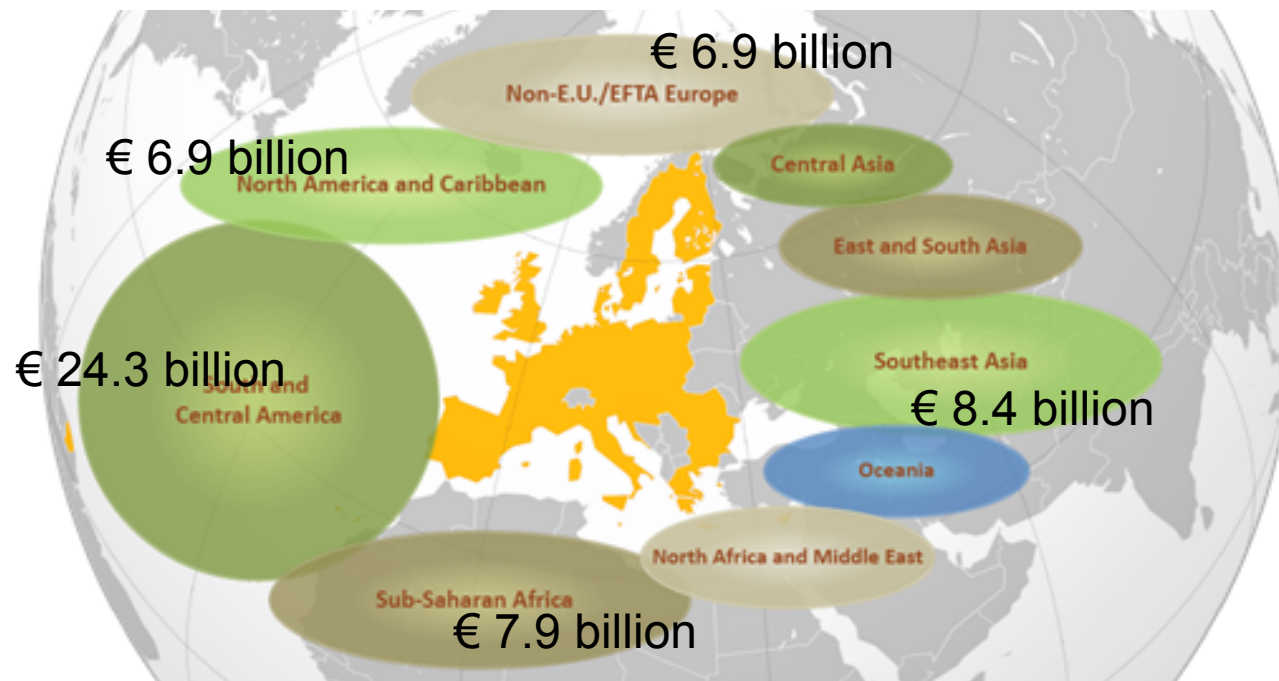 € 6.9 billion
Non-E.U./EFTA Europe
€ 6.9 billion
North America and Caribbean
Central Asia
East and South Asia
€ 24.3 billion
South and
Central America
Southeast Asia
€ 8.4 billion
Oceania
North Africa and Middle East
Sub-Saharan Africa
€ 7.9 billion